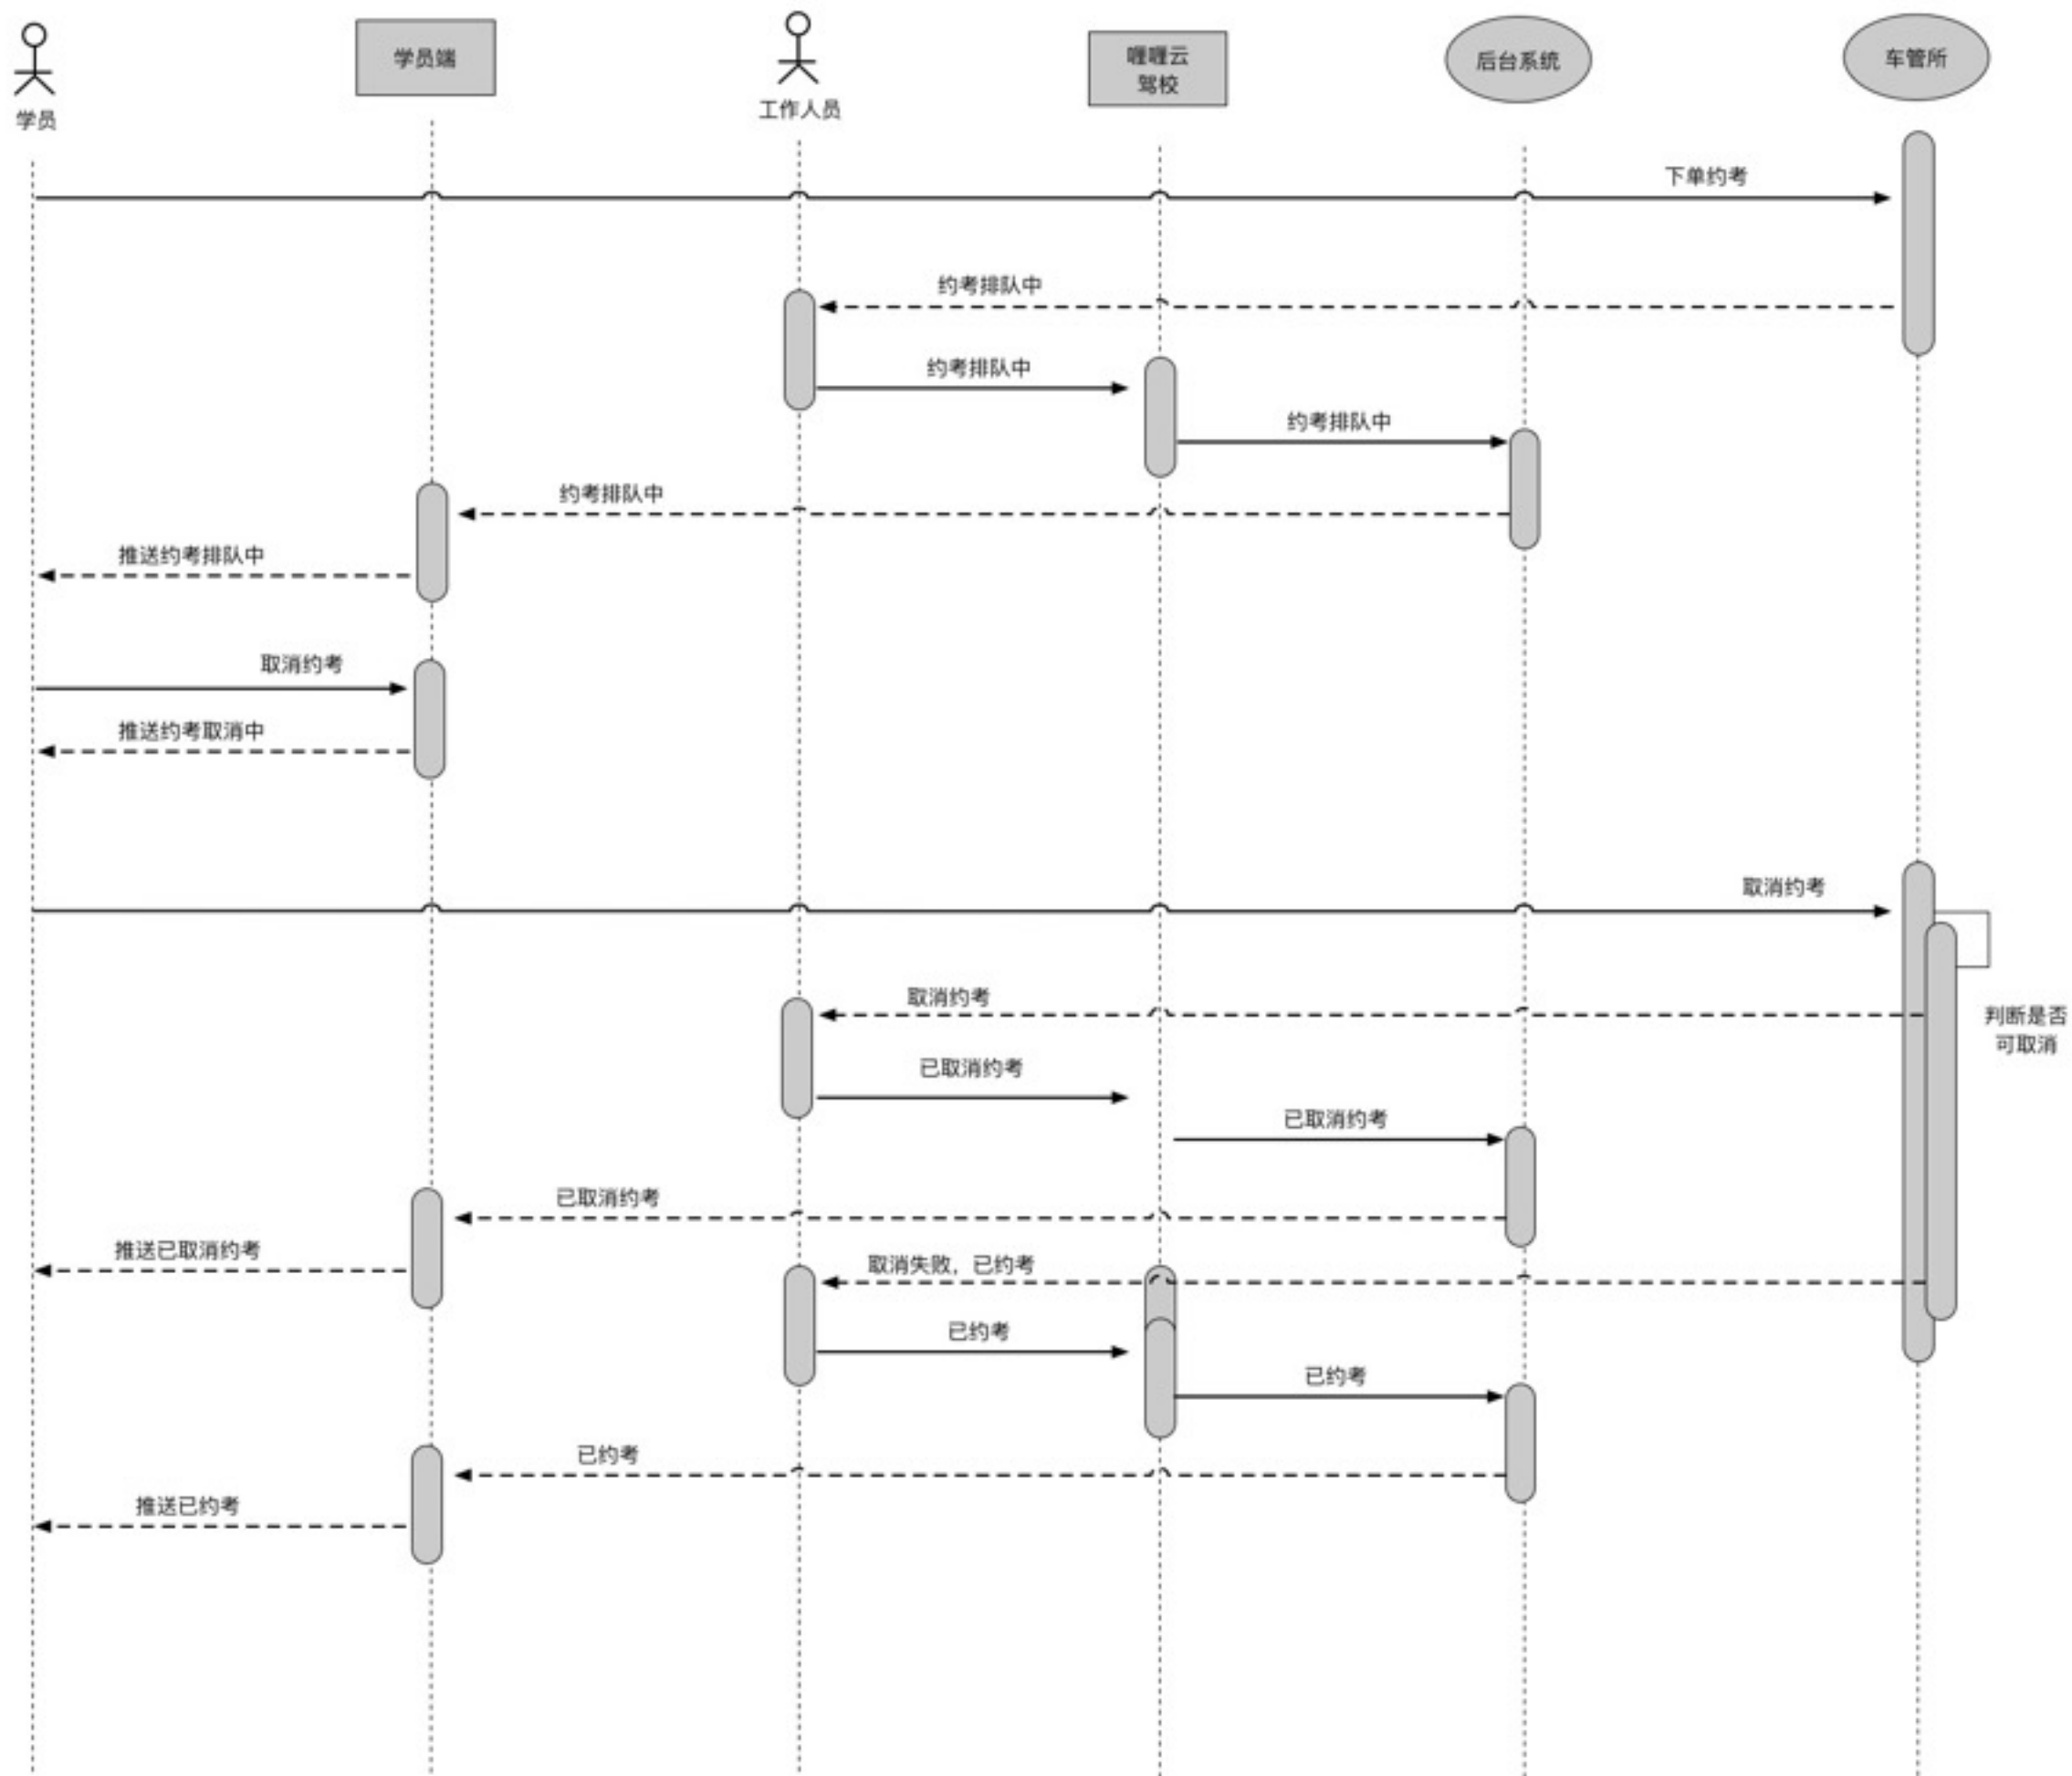 学员
学员端
工作人员
喱喱云
驾校
后台系统
车管所
下单约考
约考排队中
约考排队中
约考排队中
约考排队中
推送约考排队中
取消约考
推送约考取消中
取消约考
取消约考
判断是否
可取消
已取消约考
已取消约考
已取消约考
推送已取消约考
取消失败，已约考
已约考
已约考
已约考
推送已约考